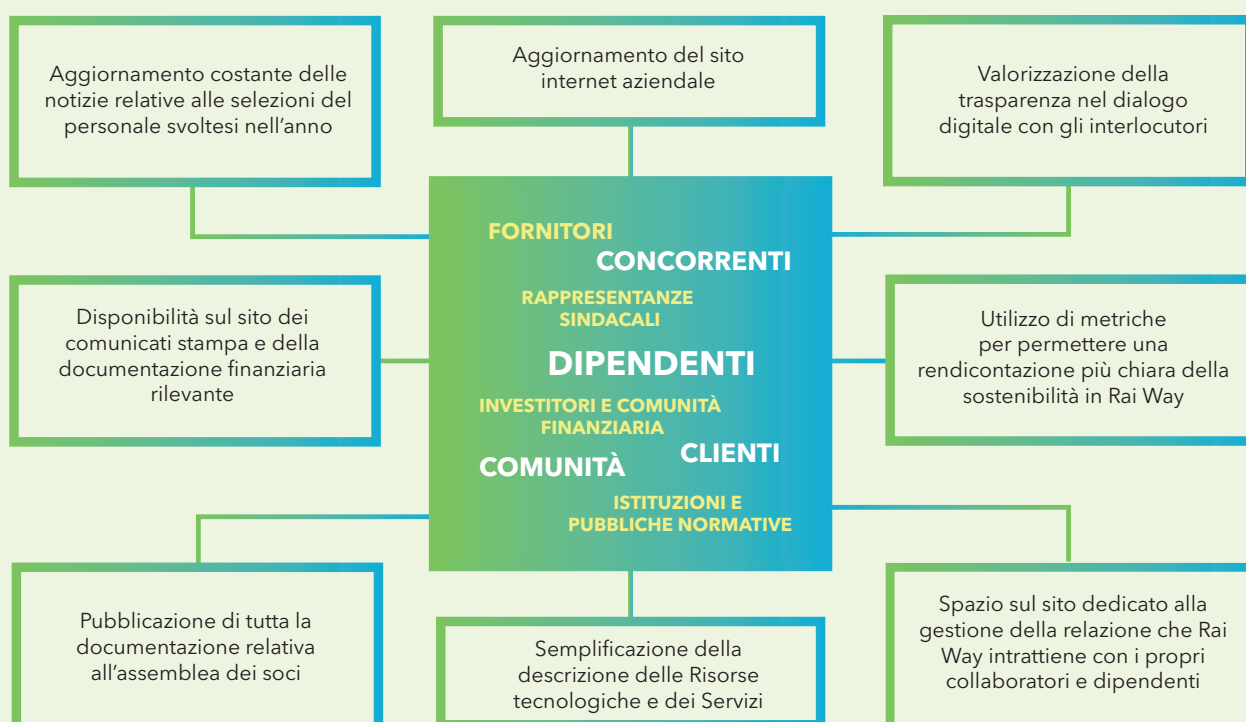 Aggiornamento costante delle
notizie relative alle selezioni del
personale svoltesi nell'anno
Aggiornamento del sito
internet aziendale
Valorizzazione della
trasparenza nel dialogo
digitale con gli interlocutori
Disponibilità sul sito dei
comunicati stampa e della
documentazione finanziaria
rilevante
FORNITORI
CONCORRENTI
RAPPRESENTANZE
SINDACALI
DIPENDENTI
INVESTITORI E COMUNITÀ
FINANZIARIA
CLIENTI
COMUNITÀ
ISTITUZIONI E
PUBBLICHE NORMATIVE
Utilizzo di metriche
per permettere una
rendicontazione più chiara della
sostenibilità in Rai Way
Pubblicazione di tutta la
documentazione relativa
all'assemblea dei soci
Semplificazione della
descrizione delle Risorse
tecnologiche e dei Servizi
Spazio sul sito dedicato alla
gestione della relazione che Rai
Way intrattiene con i propri
collaboratori e dipendenti